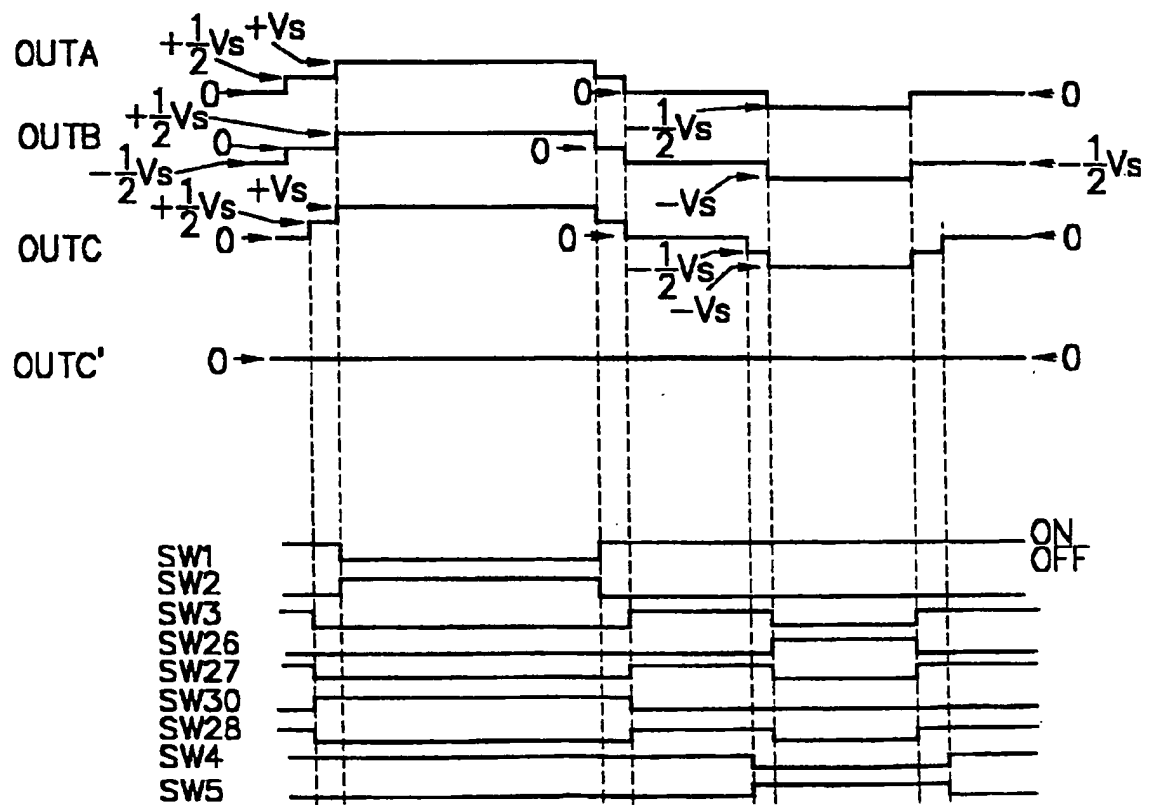 OUTA
+1/2Vs
+Vs
0
0
-1/2Vs
0
OUTB
+1/2Vs
0
-1/2Vs
0
-Vs
-1/2Vs
OUTC
+1/2Vs
+Vs
0
0
-1/2Vs
-Vs
0
OUTC'
0
0
SW1
ON
OFF
SW2
SW3
SW26
SW27
SW30
SW28
SW4
SW5